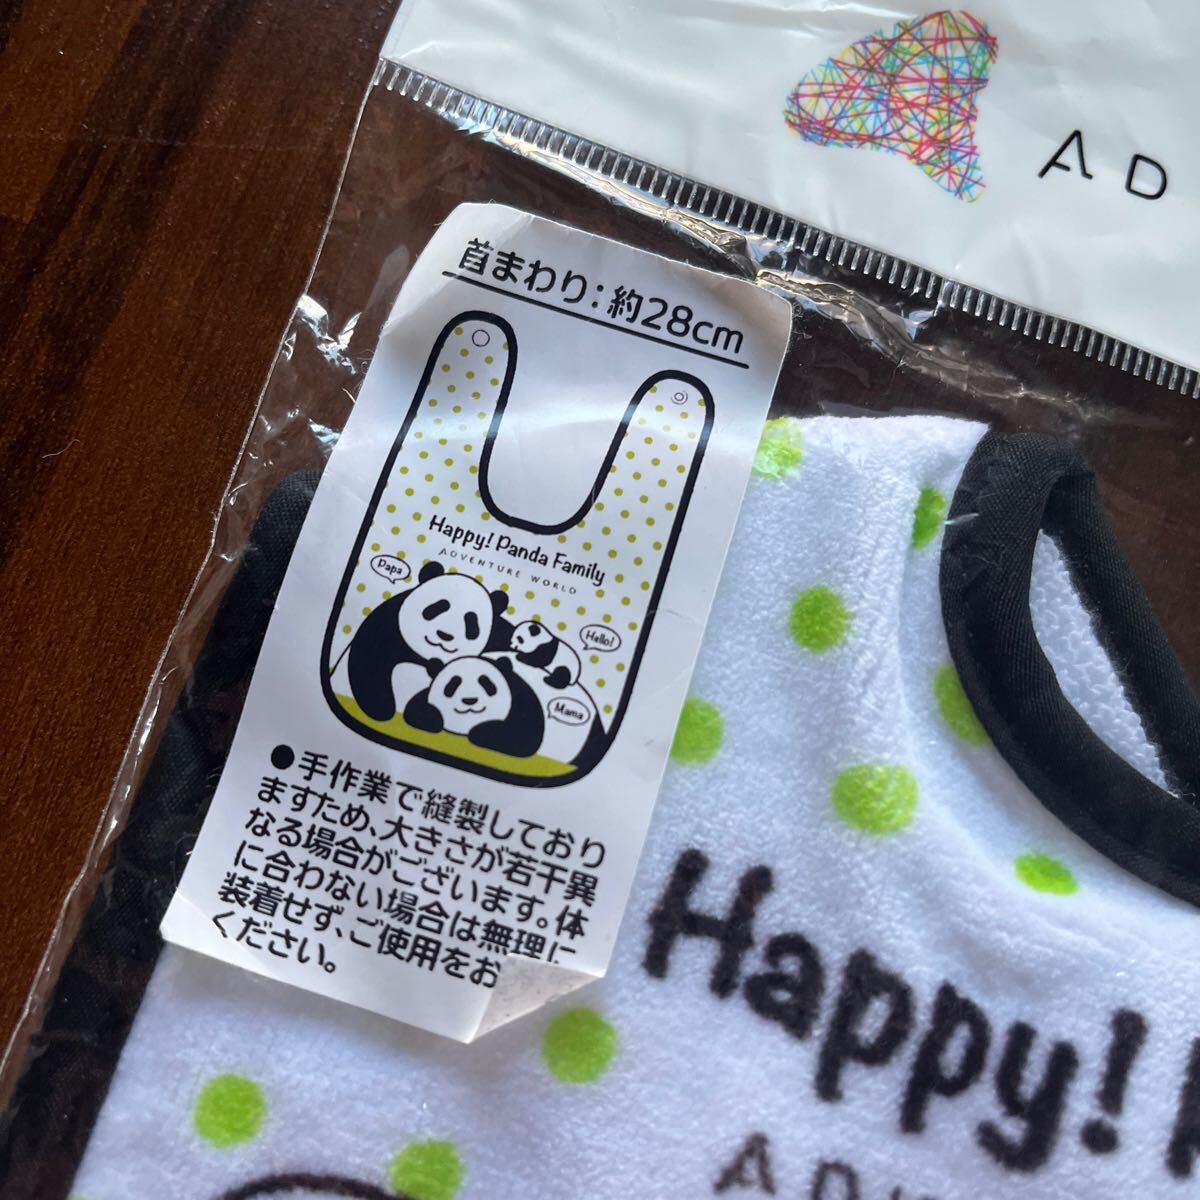 AD
首まわり:約28cm
Happy! Panda Family
ADVENTURE WORLD
Papa
Hello!
Mama
●手作業で縫製しており
ますため、大きさが若干異
なる場合がございます。体
に合わない場合は無理に
装着せず、ご使用をお
ください。
Happy!
AD